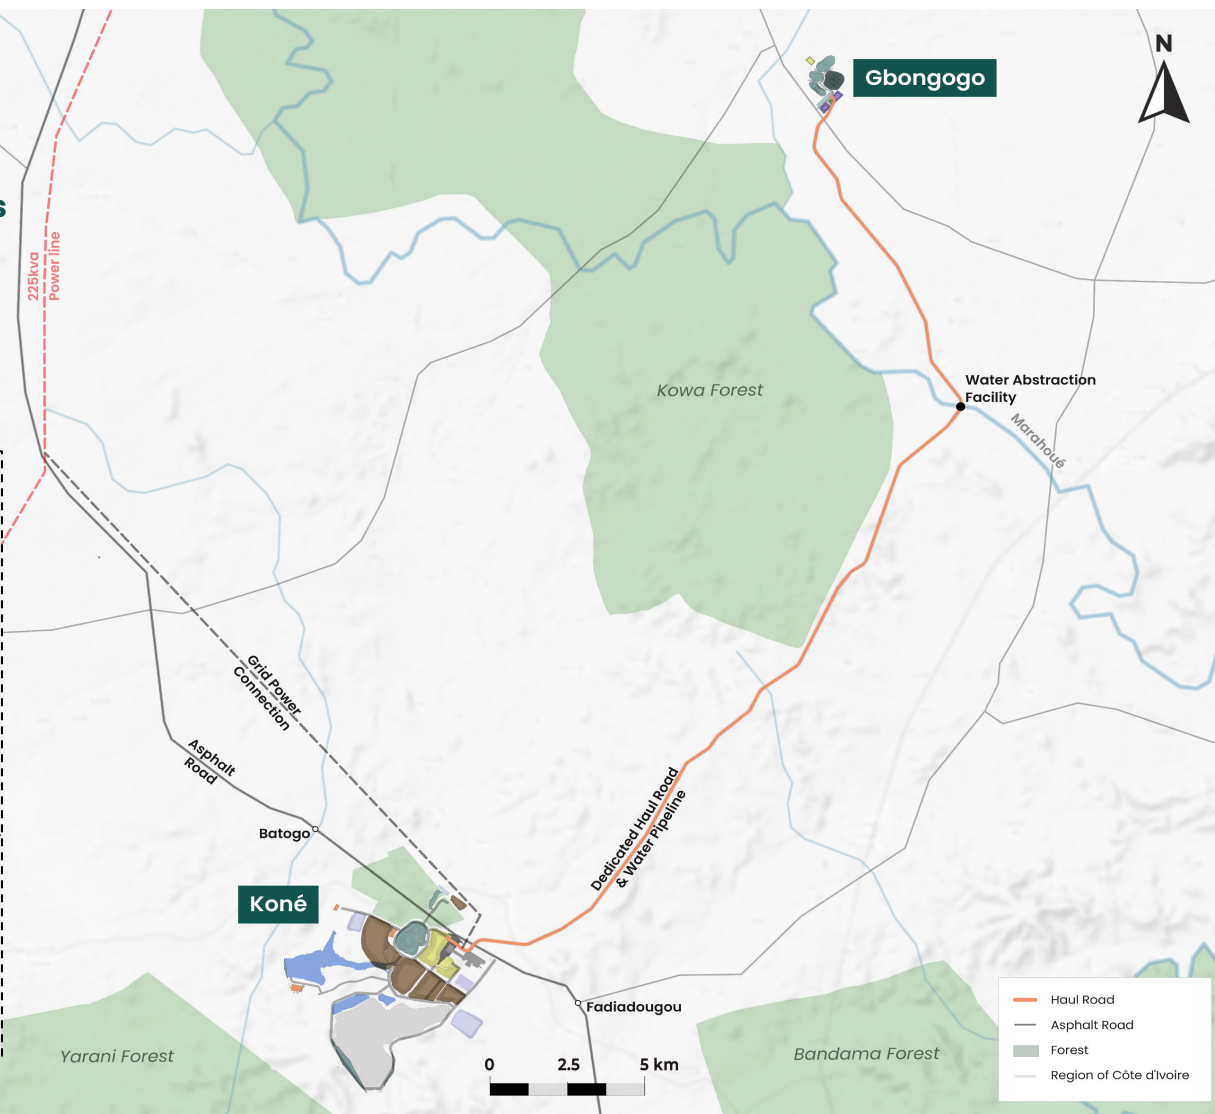 N
Gbongogo
s
225kva
Power line
Kowa Forest
Water Abstraction
Facility
Marahoué
Grid Power
Connection
Asphalt
Road
Batogo
Dedicated Haul Road
& Water Pipeline
Koné
Fadiadougou
Yarani Forest
Bandama Forest
0 2.5 5 km
Haul Road
Asphalt Road
Forest
Region of Côte d'Ivoire